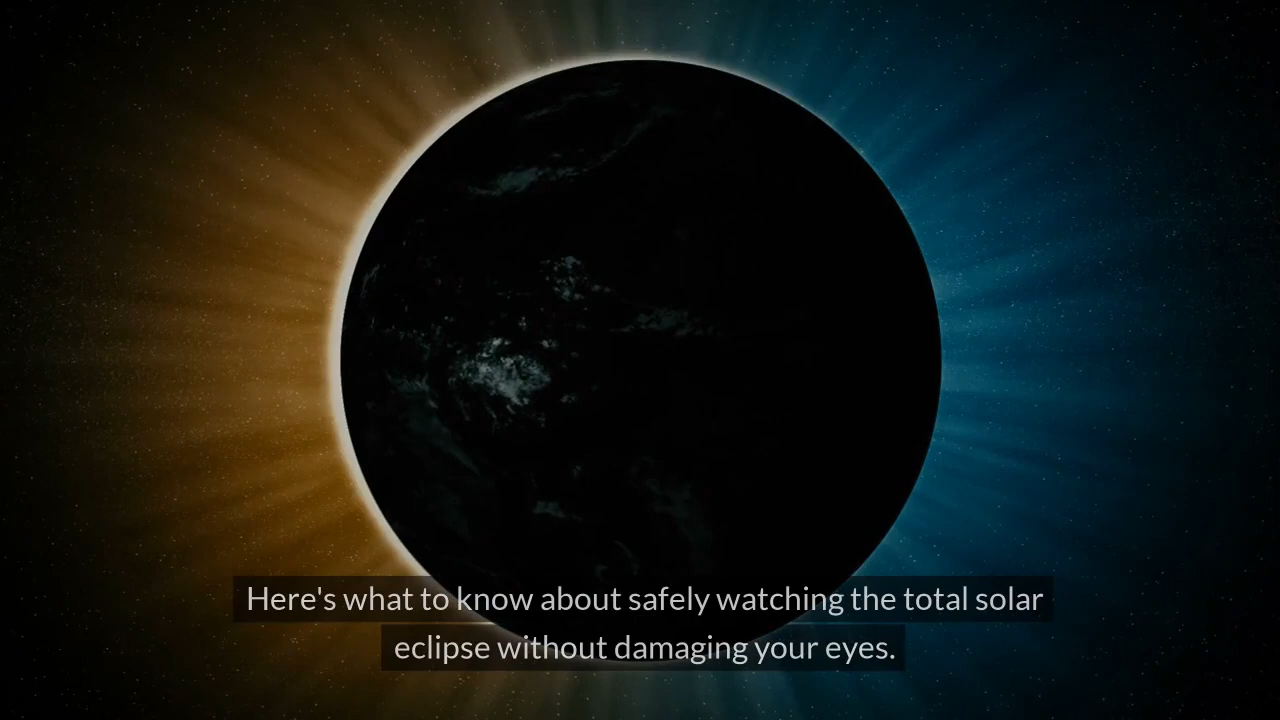 Here's what to know about safely watching the total solar
eclipse without damaging your eyes.